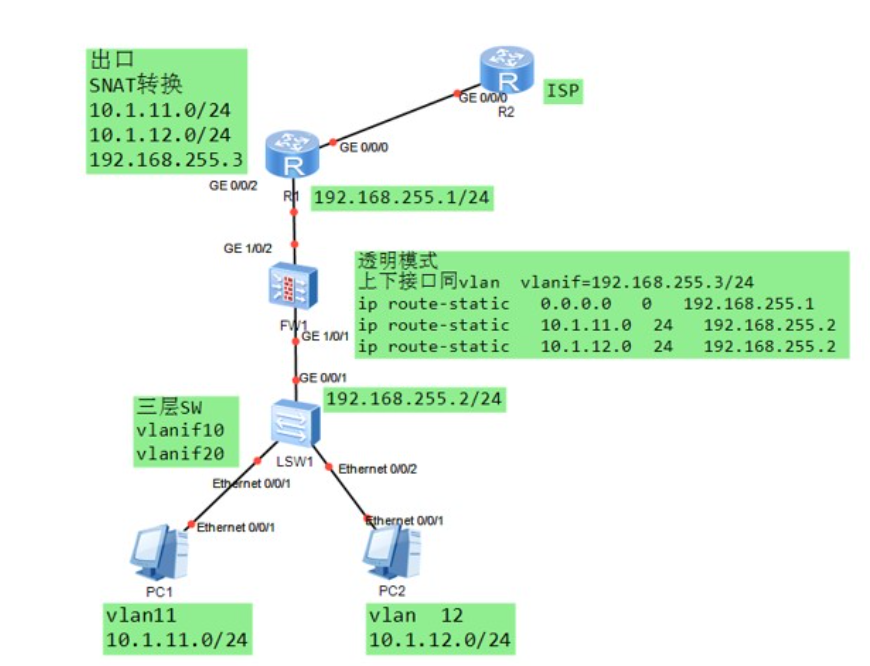 出口
SNAT转换
10.1.11.0/24
10.1.12.0/24
192.168.255.3
GE 0/0/0
R2
ISP
R
R
GE 0/0/0
GE 0/0/2
R1
192.168.255.1/24
GE 1/0/2
FW1
GE 1/0/1
透明模式
上下接口同vlan vlanif=192.168.255.3/24
ip route-static 0.0.0.0 0 192.168.255.1
ip route-static 10.1.11.0 24 192.168.255.2
ip route-static 10.1.12.0 24 192.168.255.2
GE 0/0/1
192.168.255.2/24
三层SW
vlanif10
vlanif20
LSW1
Ethernet 0/0/1
Ethernet 0/0/2
Ethernet 0/0/1
Ethernet 0/0/1
PC1
PC2
vlan11
10.1.11.0/24
vlan 12
10.1.12.0/24